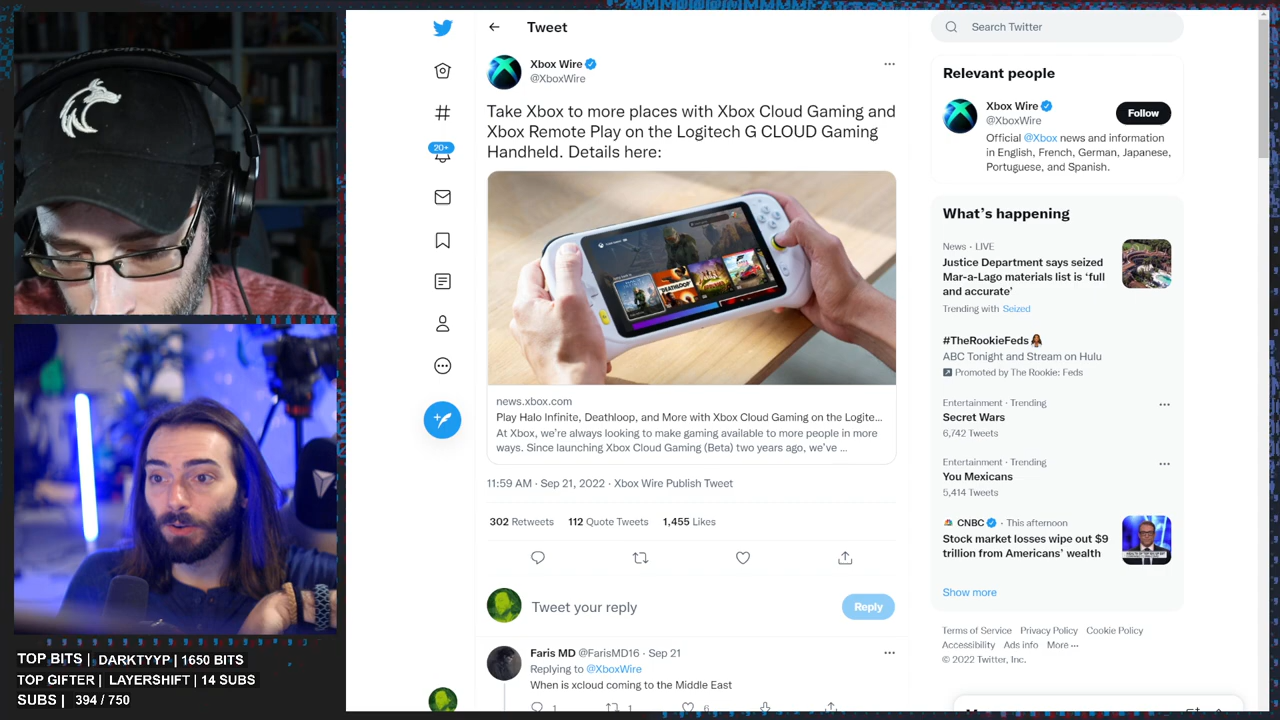 Tweet
Xbox Wire
@XboxWire
Take Xbox to more places with Xbox Cloud Gaming and
Xbox Remote Play on the Logitech G CLOUD Gaming
Handheld. Details here:
DEATHLOOP
news.xbox.com
Play Halo Infinite, Deathloop, and More with Xbox Cloud Gaming on the Logite...
At Xbox, we're always looking to make gaming available to more people in more
ways. Since launching Xbox Cloud Gaming (Beta) two years ago, we've ...
11:59 AM · Sep 21, 2022 · Xbox Wire Publish Tweet
302 Retweets 112 Quote Tweets 1,455 Likes
Tweet your reply
Reply
Faris MD @FarisMD16 · Sep 21
Replying to @XboxWire
When is xcloud coming to the Middle East
1 1 6
20+
Search Twitter
Relevant people
Xbox Wire
@XboxWire
Follow
Official @Xbox news and information
in English, French, German, Japanese,
Portuguese, and Spanish.
What's happening
News · LIVE
Justice Department says seized
Mar-a-Lago materials list is 'full
and accurate'
Trending with Seized
#TheRookieFeds
ABC Tonight and Stream on Hulu
Promoted by The Rookie: Feds
Entertainment · Trending
Secret Wars
6,742 Tweets
Entertainment · Trending
You Mexicans
5,414 Tweets
CNBC · This afternoon
Stock market losses wipe out $9
trillion from Americans' wealth
Show more
Terms of Service Privacy Policy Cookie Policy
Accessibility Ads info More ···
© 2022 Twitter, Inc.
TOP BITS | DARKTYYP | 1650 BITS
TOP GIFTER | LAYERSHIFT | 14 SUBS
SUBS | 394 / 750